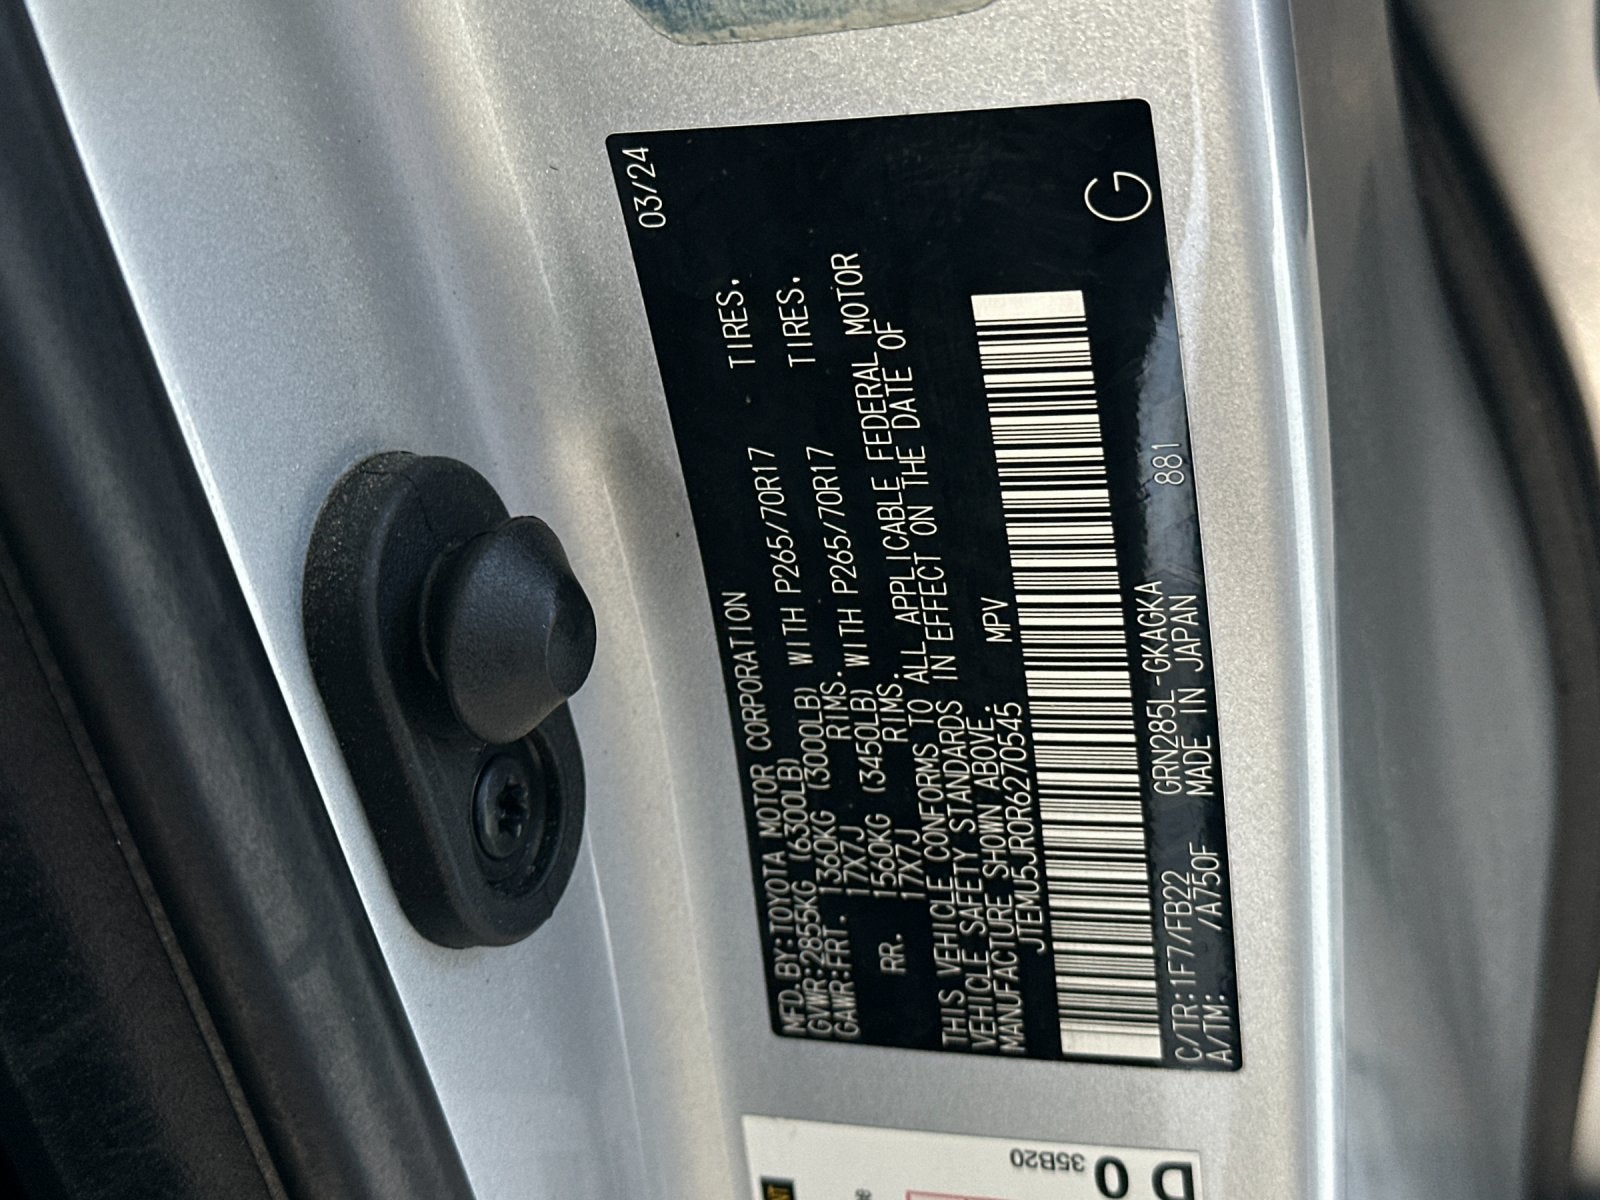 MFD. BY: TOYOTA MOTOR CORPORATION 03/24
GVWR: 2855KG (6300LB)
GAWR: FRT. 1360KG (3000LB) WITH P265/70R17 TIRES.
17X7J RIMS.
RR. 1560KG (3450LB) WITH P265/70R17 TIRES.
17X7J RIMS.
THIS VEHICLE CONFORMS TO ALL APPLICABLE FEDERAL MOTOR
VEHICLE SAFETY STANDARDS IN EFFECT ON THE DATE OF
MANUFACTURE SHOWN ABOVE.
JTEMU5JR0R6270545 MPV
C/TR: 1F7/FB22 GRN285L-GKAGKA 881
A/TM: /A750F MADE IN JAPAN
G
35B20